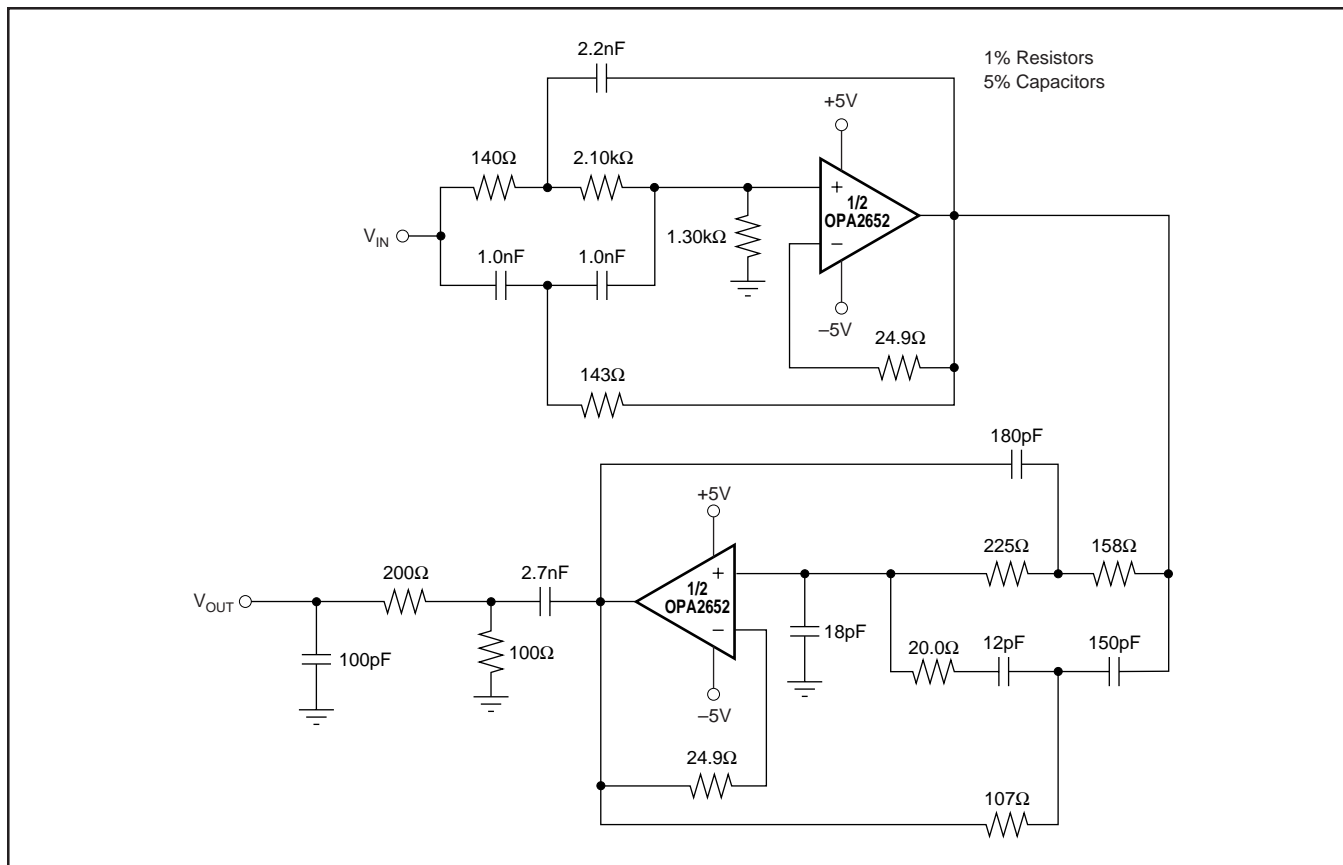 2.2nF
1% Resistors
5% Capacitors
+5V
140Ω
2.10kΩ
+
1/2
OPA2652
−
1.30kΩ
VIN
1.0nF
1.0nF
–5V
24.9Ω
143Ω
180pF
+5V
225Ω
158Ω
200Ω
2.7nF
+
1/2
OPA2652
−
VOUT
18pF
20.0Ω
12pF
150pF
100pF
100Ω
–5V
24.9Ω
107Ω